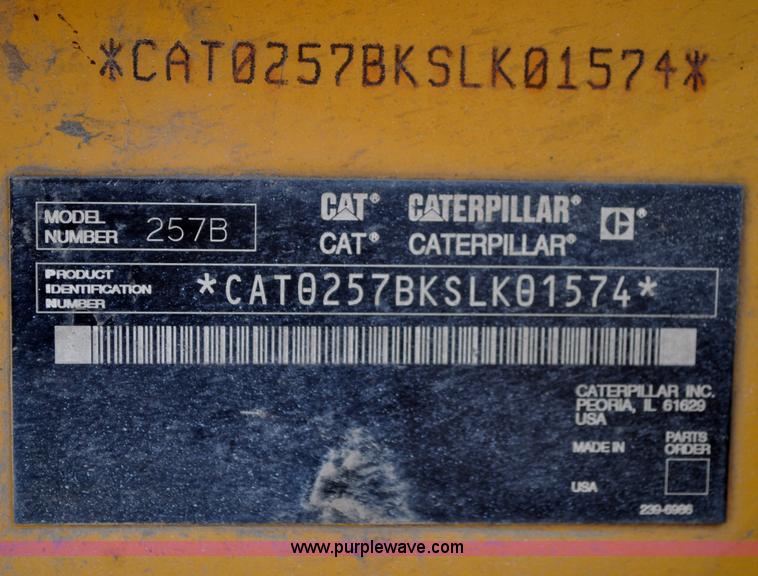 *CAT0257BKSLK01574*
MODEL NUMBER 257B
CAT® CATERPILLAR® C®
CAT® CATERPILLAR®
PRODUCT IDENTIFICATION NUMBER *CAT0257BKSLK01574*
CATERPILLAR INC.
PEORIA, IL 61629
USA
MADE IN PARTS ORDER
USA
239-6986
www.purplewave.com